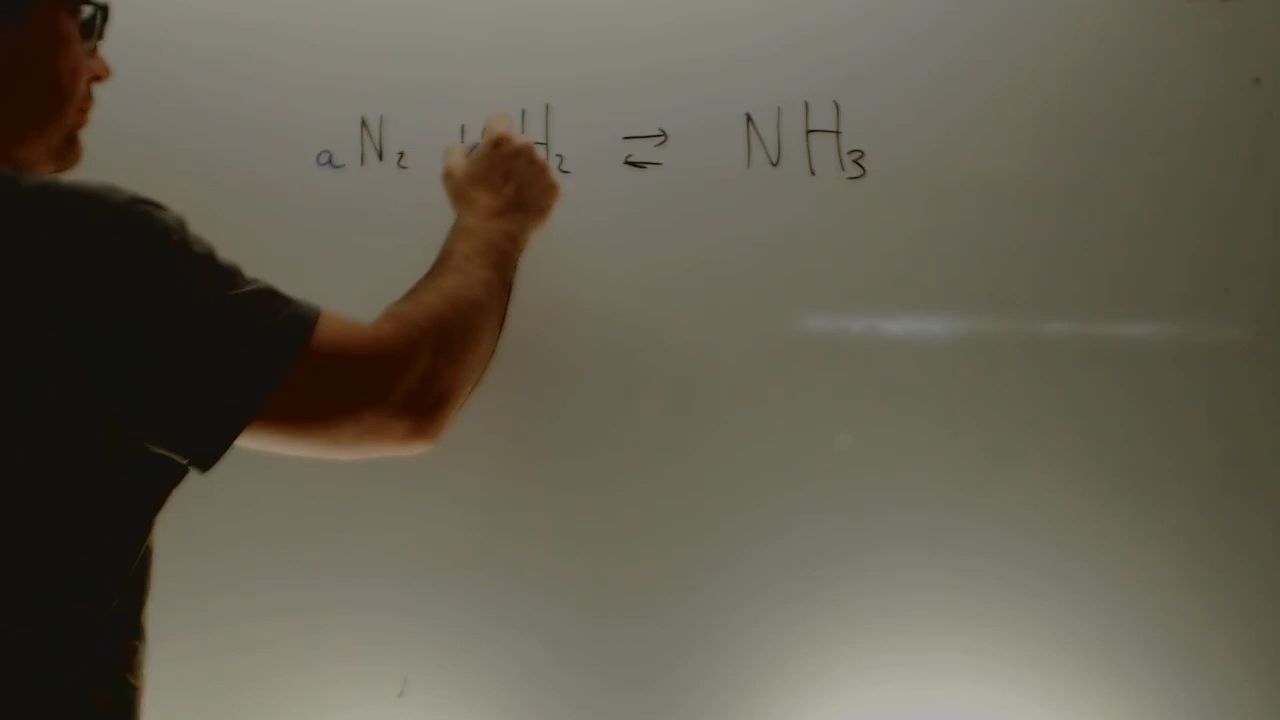 a N₂ H₂ ⇄ NH₃